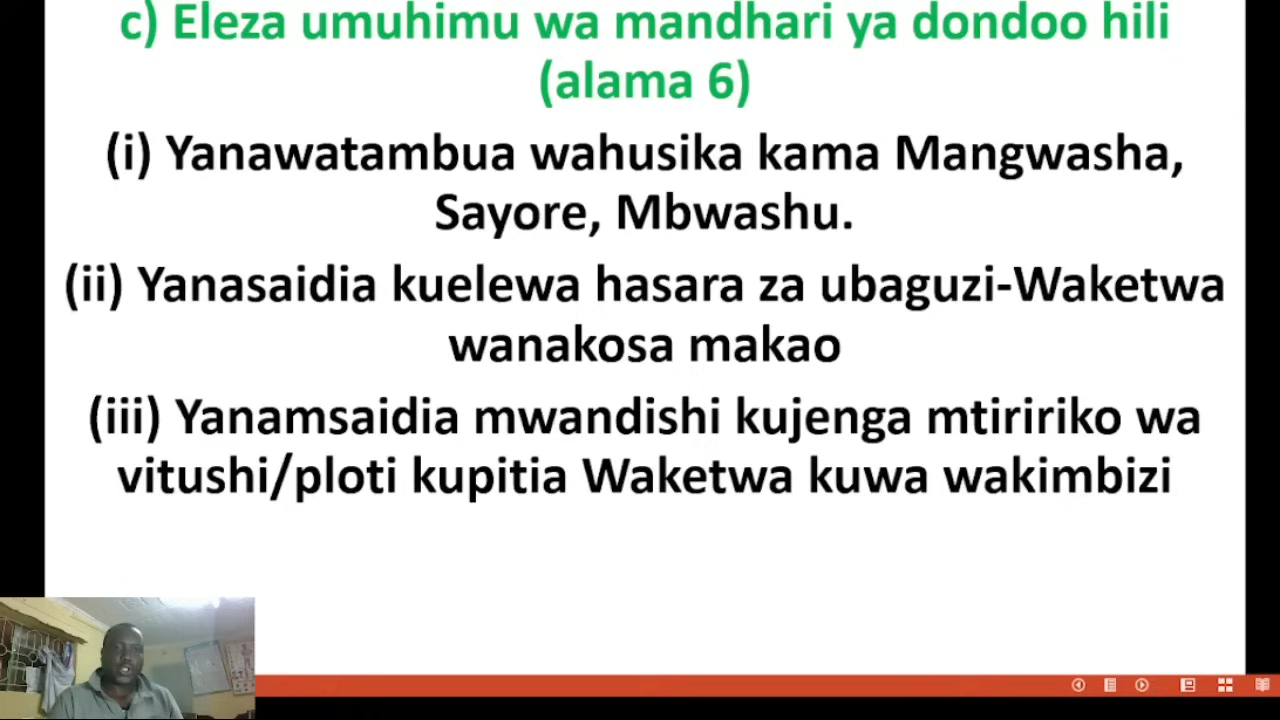 c) Eleza umuhimu wa mandhari ya dondoo hili
(alama 6)
(i) Yanawatambua wahusika kama Mangwasha,
Sayore, Mbwashu.
(ii) Yanasaidia kuelewa hasara za ubaguzi-Waketwa
wanakosa makao
(iii) Yanamsaidia mwandishi kujenga mtiririko wa
vitushi/ploti kupitia Waketwa kuwa wakimbizi